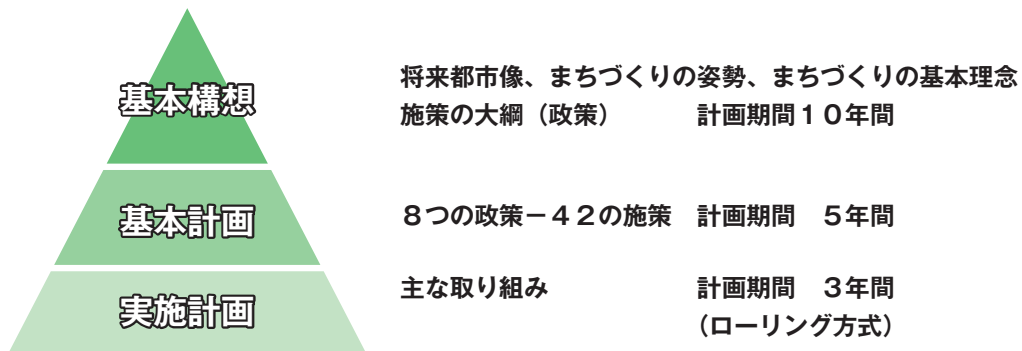 基本構想
将来都市像、まちづくりの姿勢、まちづくりの基本理念
施策の大綱（政策）　計画期間１０年間
基本計画
８つの政策－４２の施策　計画期間　５年間
実施計画
主な取り組み　計画期間　３年間
（ローリング方式）